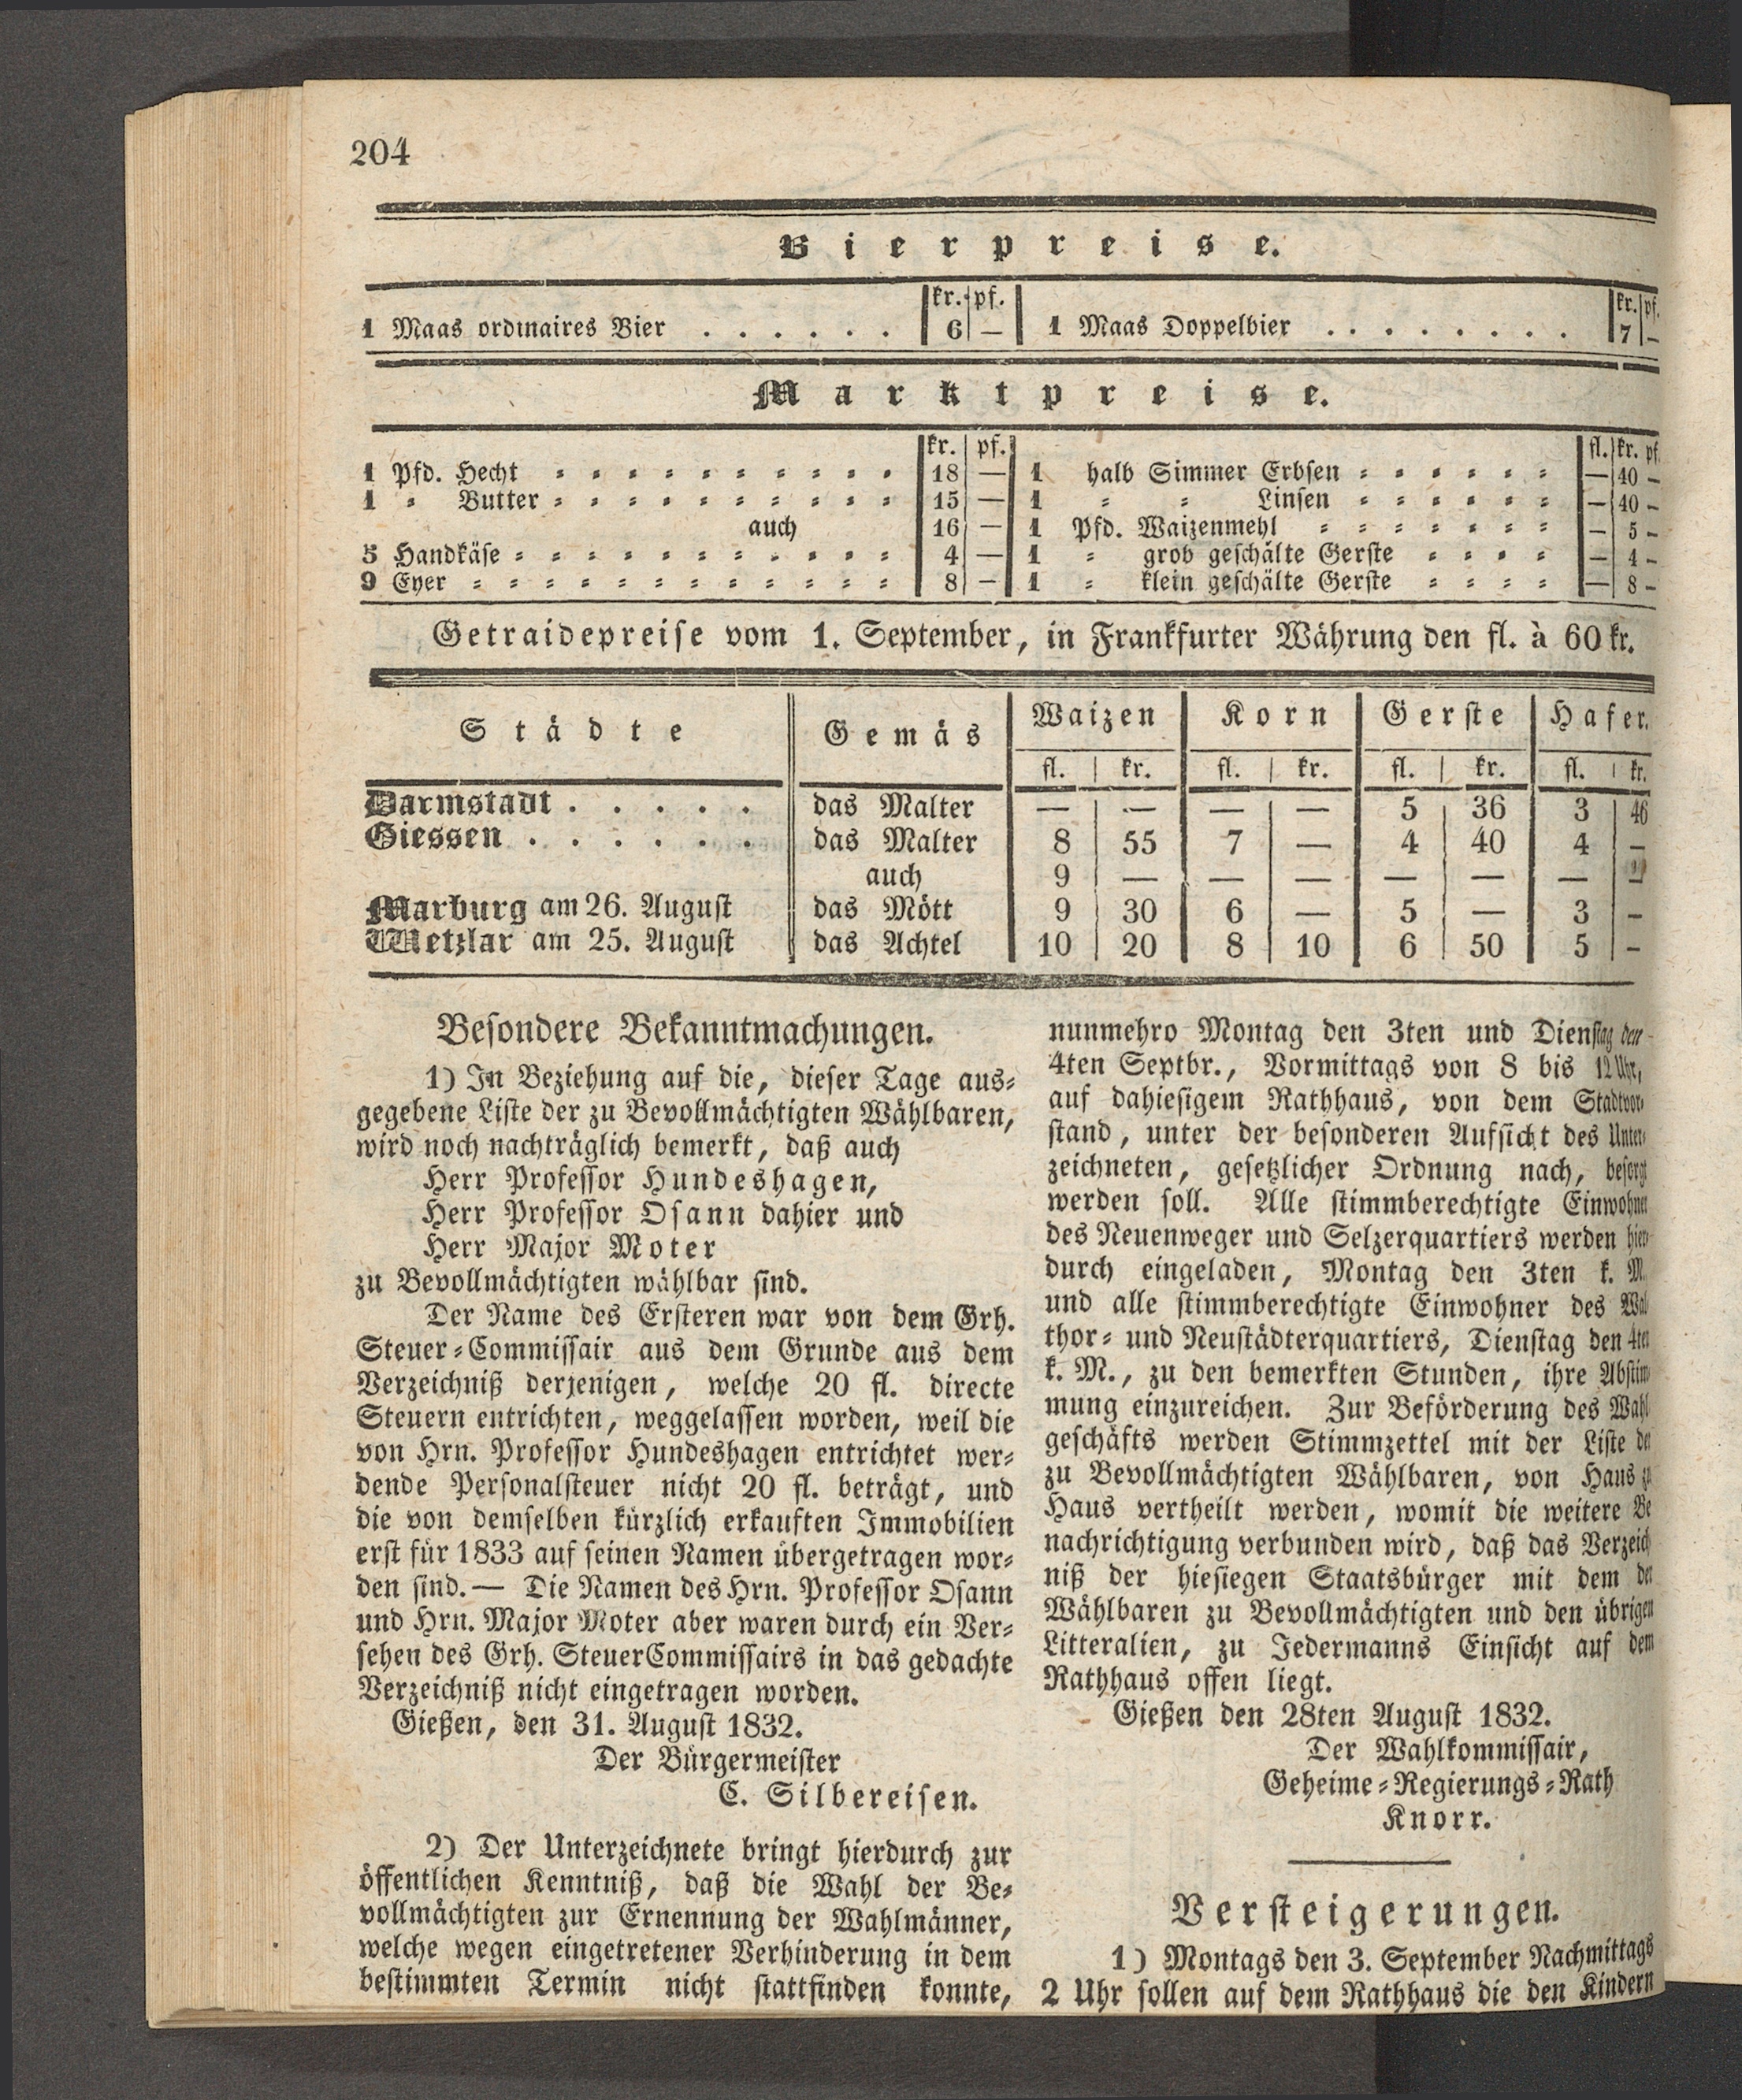 204
Bierpreise.
kr. pf. kr. pf.
1 Maas ordinaires Bier . . . . . . 6 — 1 Maas Doppelbier . . . . . . . . 7 —
Marktpreise.
kr. pf. fl. kr. pf.
1 Pfd. Hecht 18 — 1 halb Simmer Erbsen — 40 —
1 " Butter 15 — 1 " " Linsen — 40 —
auch 16 — 1 Pfd. Waizenmehl — 5 —
5 Handkäse 4 — 1 " grob geschälte Gerste — 4 —
9 Eyer 8 — 1 " klein geschälte Gerste — 8 —
Getraidepreise vom 1. September, in Frankfurter Währung den fl. à 60 kr.
Städte Gemäs Waizen Korn Gerste Hafer.
fl. kr. fl. kr. fl. kr. fl. kr.
Darmstadt . . . . . das Malter — — — — 5 36 3 46
Giessen . . . . . . das Malter 8 55 7 — 4 40 4 —
auch 9 — — — — — — —
Marburg am 26. August das Mött 9 30 6 — 5 — 3 —
Wetzlar am 25. August das Achtel 10 20 8 10 6 50 5 —
Besondere Bekanntmachungen.
1) In Beziehung auf die, dieser Tage aus-
gegebene Liste der zu Bevollmächtigten Wählbaren,
wird noch nachträglich bemerkt, daß auch
Herr Professor Hundeshagen,
Herr Professor Osann dahier und
Herr Major Moter
zu Bevollmächtigten wählbar sind.
Der Name des Ersteren war von dem Grh.
Steuer-Commissair aus dem Grunde aus dem
Verzeichniß derjenigen, welche 20 fl. directe
Steuern entrichten, weggelassen worden, weil die
von Hrn. Professor Hundeshagen entrichtet wer-
dende Personalsteuer nicht 20 fl. beträgt, und
die von demselben kürzlich erkauften Immobilien
erst für 1833 auf seinen Namen übergetragen wor-
den sind. — Die Namen des Hrn. Professor Osann
und Hrn. Major Moter aber waren durch ein Ver-
sehen des Grh. SteuerCommissairs in das gedachte
Verzeichniß nicht eingetragen worden.
Gießen, den 31. August 1832.
Der Bürgermeister
C. Silbereisen.
2) Der Unterzeichnete bringt hierdurch zur
öffentlichen Kenntniß, daß die Wahl der Be-
vollmächtigten zur Ernennung der Wahlmänner,
welche wegen eingetretener Verhinderung in dem
bestimmten Termin nicht stattfinden konnte,
nunmehro Montag den 3ten und Dienstag den
4ten Septbr., Vormittags von 8 bis 12 Uhr,
auf dahiesigem Rathhaus, von dem Stadtvor-
stand, unter der besonderen Aufsicht des Unter-
zeichneten, gesetzlicher Ordnung nach, besorgt
werden soll. Alle stimmberechtigte Einwohner
des Neuenweger und Selzerquartiers werden hier-
durch eingeladen, Montag den 3ten k. M.
und alle stimmberechtigte Einwohner des Wal
thor- und Neustädterquartiers, Dienstag den 4ten
k. M., zu den bemerkten Stunden, ihre Abstim
mung einzureichen. Zur Beförderung des Wahl
geschäfts werden Stimmzettel mit der Liste der
zu Bevollmächtigten Wählbaren, von Haus zu
Haus vertheilt werden, womit die weitere Be
nachrichtigung verbunden wird, daß das Verzeich
niß der hiesiegen Staatsbürger mit dem der
Wählbaren zu Bevollmächtigten und den übrigen
Litteralien, zu Jedermanns Einsicht auf dem
Rathhaus offen liegt.
Gießen den 28ten August 1832.
Der Wahlkommissair,
Geheime-Regierungs-Rath
Knorr.
Versteigerungen.
1) Montags den 3. September Nachmittags
2 Uhr sollen auf dem Rathhaus die den Kindern